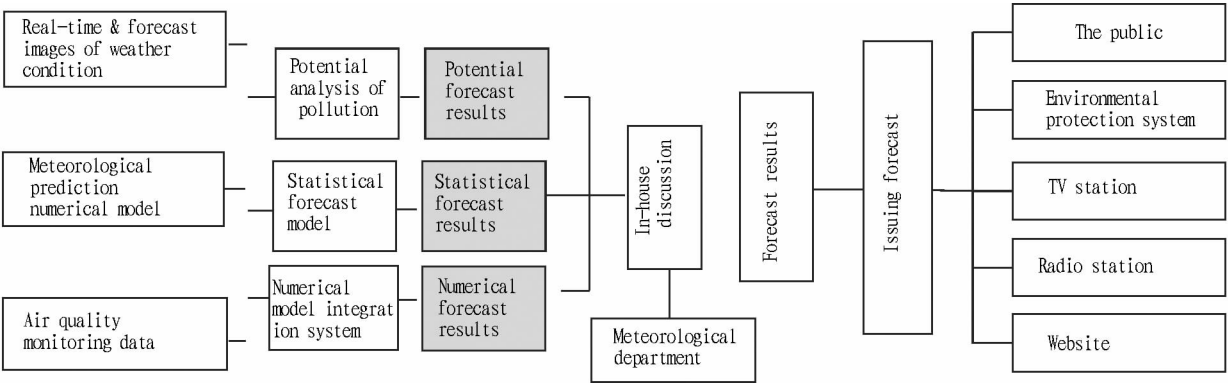 Real-time & forecast
images of weather
condition
Meteorological
prediction
numerical model
Air quality
monitoring data
Potential
analysis of
pollution
Statistical
forecast
model
Numerical
model integrat
ion system
Potential
forecast
results
Statistical
forecast
results
Numerical
forecast
results
In-house
discussion
Meteorological
department
Forecast results
Issuing forecast
The public
Environmental
protection system
TV station
Radio station
Website